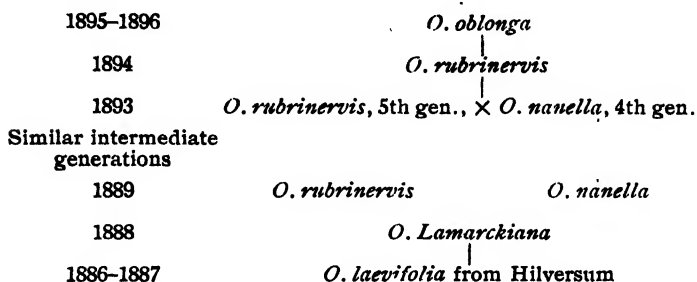 1895–1896 O. oblonga
1894 O. rubrinervis
1893 O. rubrinervis, 5th gen., × O. nanella, 4th gen.
Similar intermediate
generations
1889 O. rubrinervis O. nanella
1888 O. Lamarckiana
1886–1887 O. laevifolia from Hilversum